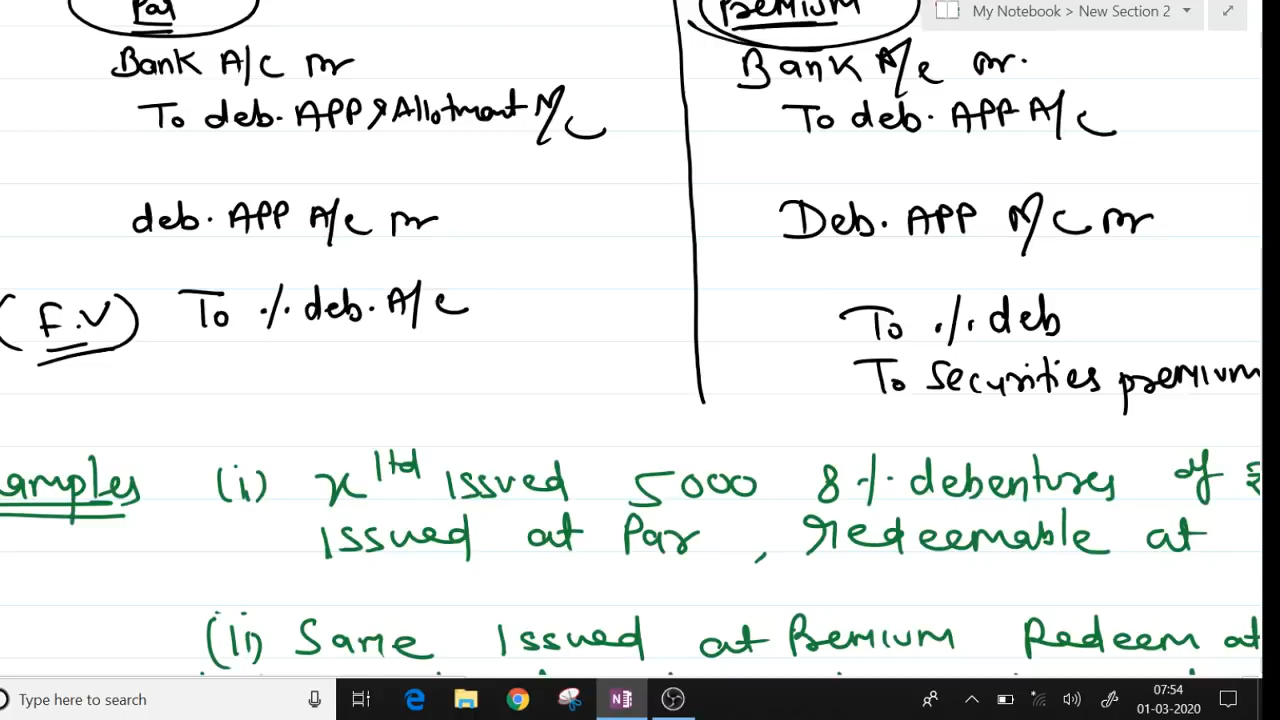 Par
Bank A/C Dr
To deb. APP & Allotment A/C
deb. APP A/C Dr
(F.V) To % deb. A/C
Premium
Bank A/c Dr.
To deb. APP A/C
Deb. APP A/C Dr
To % deb
To Securities premium
My Notebook > New Section 2
amples (i) x ltd issued 5000 8% debentures of ₹
issued at Par, redeemable at
(ii) Same issued at Premium Redeem at
Type here to search
07:54
01-03-2020